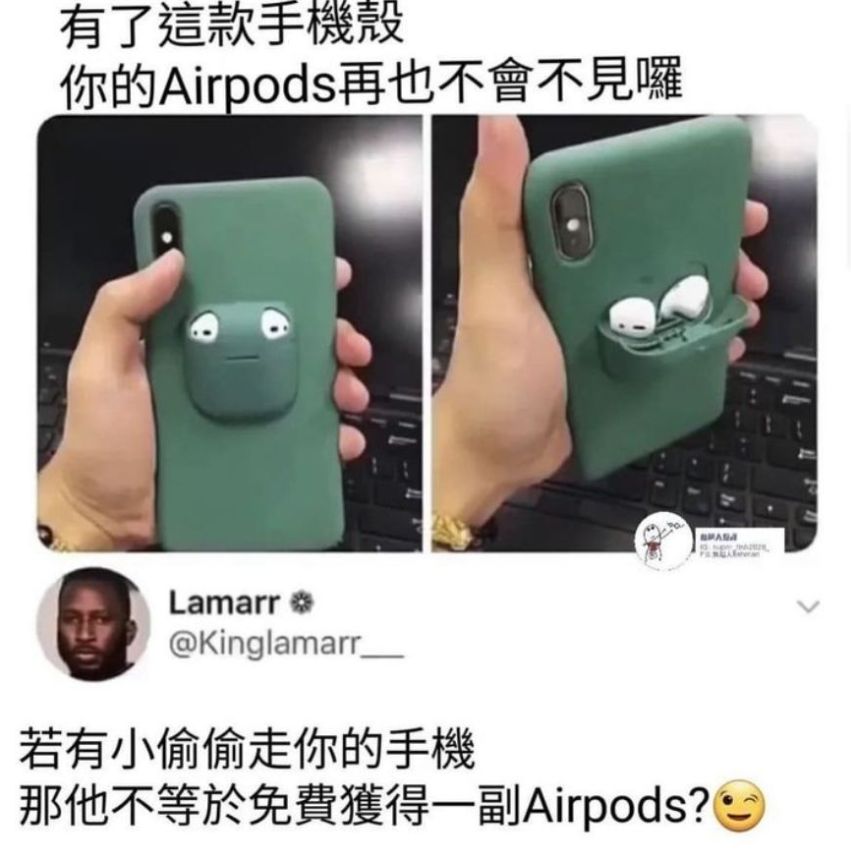 有了這款手機殼
你的Airpods再也不會不見囉
Lamarr
@Kinglamarr___
若有小偷偷走你的手機
那他不等於免費獲得一副Airpods?😉